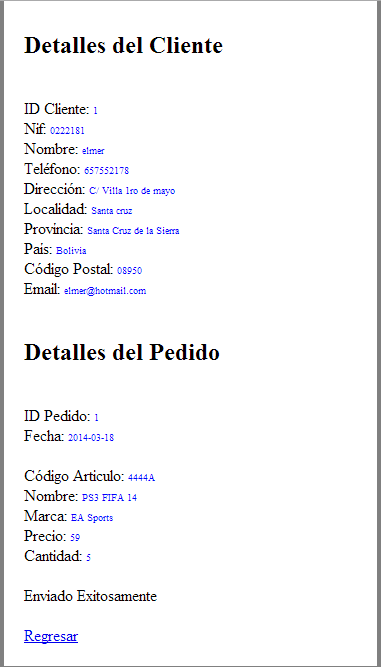 Detalles del Cliente
ID Cliente: 1
Nif: 0222181
Nombre: elmer
Teléfono: 657552178
Dirección: C/ Villa 1ro de mayo
Localidad: Santa cruz
Provincia: Santa Cruz de la Sierra
País: Bolivia
Código Postal: 08950
Email: elmer@hotmail.com
Detalles del Pedido
ID Pedido: 1
Fecha: 2014-03-18
Código Articulo: 4444A
Nombre: PS3 FIFA 14
Marca: EA Sports
Precio: 59
Cantidad: 5
Enviado Exitosamente
Regresar